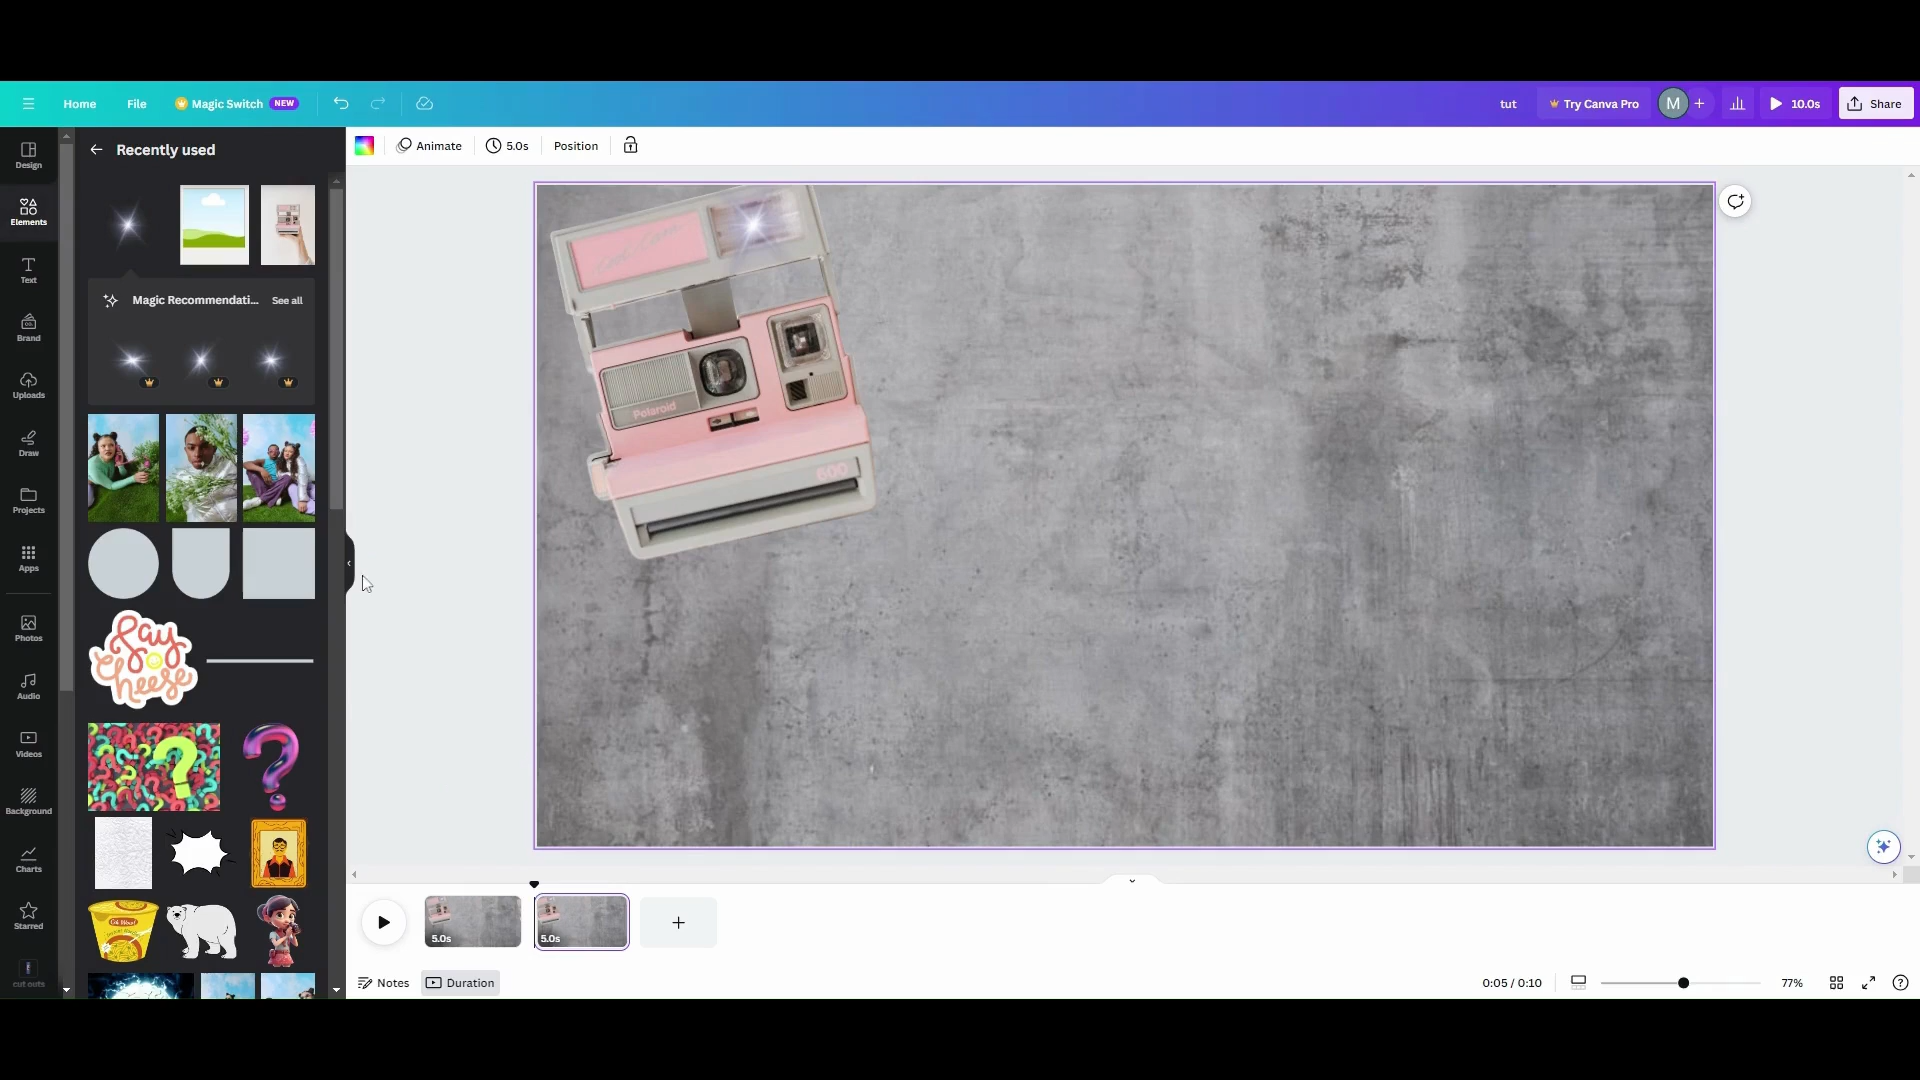 Home File Magic Switch NEW tut Try Canva Pro M 10.0s Share
Animate 5.0s Position
Design
Elements
Text
Brand
Uploads
Draw
Projects
Apps
Photos
Audio
Videos
Background
Charts
Starred
cut outs
Recently used
Magic Recommendati... See all
Say
Cheese
Polaroid
600
5.0s
5.0s
Notes Duration 0:05 / 0:10 77%